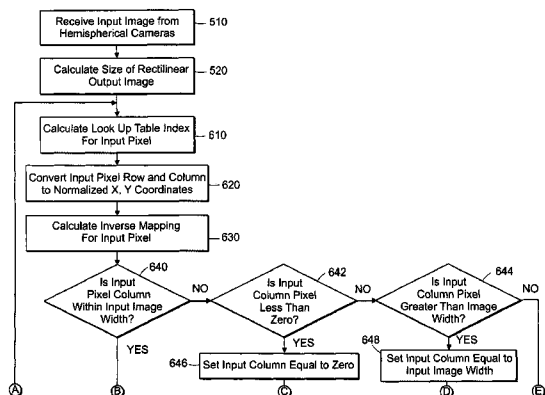 Receive Input Image from
Hemispherical Cameras
510
Calculate Size of Rectilinear
Output Image
520
Calculate Look Up Table Index
For Input Pixel
610
Convert Input Pixel Row and Column
to Normalized X, Y Coordinates
620
Calculate Inverse Mapping
For Input Pixel
630
Is Input
Pixel Column
Within Input Image
Width?
640
NO
YES
Is Input
Column Pixel
Less Than
Zero?
642
NO
YES
Is Input
Column Pixel
Greater Than Image
Width?
644
NO
YES
646
Set Input Column Equal to Zero
648
Set Input Column Equal to
Input Image Width
A
B
C
D
E